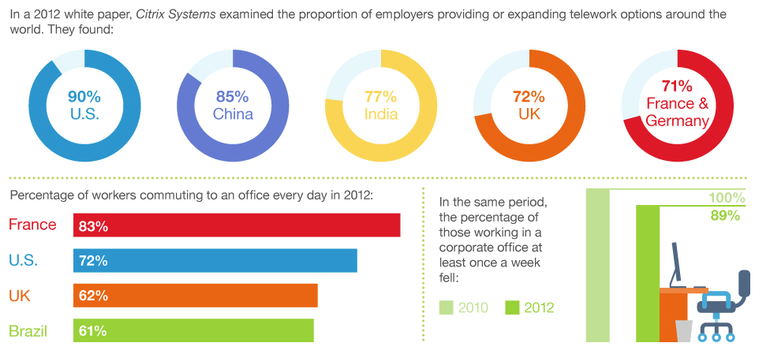 In a 2012 white paper, Citrix Systems examined the proportion of employers providing or expanding telework options around the
world. They found:
90%
U.S.
85%
China
77%
India
72%
UK
71%
France &
Germany
Percentage of workers commuting to an office every day in 2012:
France 83%
U.S. 72%
UK 62%
Brazil 61%
In the same period,
the percentage of
those working in a
corporate office at
least once a week
fell:
2010 2012
100%
89%